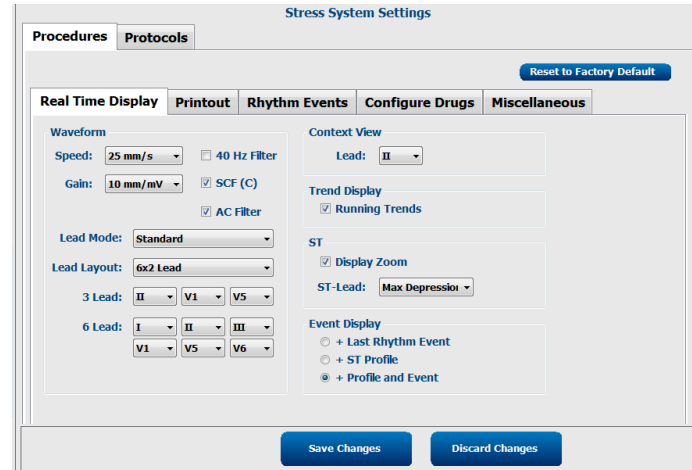 Stress System Settings
Procedures Protocols
Reset to Factory Default
Real Time Display Printout Rhythm Events Configure Drugs Miscellaneous
Waveform
Speed: 25 mm/s 40 Hz Filter
Gain: 10 mm/mV SCF (C)
AC Filter
Lead Mode: Standard
Lead Layout: 6x2 Lead
3 Lead: II V1 V5
6 Lead: I II III
V1 V5 V6
Context View
Lead: II
Trend Display
Running Trends
ST
Display Zoom
ST-Lead: Max Depression
Event Display
+ Last Rhythm Event
+ ST Profile
+ Profile and Event
Save Changes Discard Changes